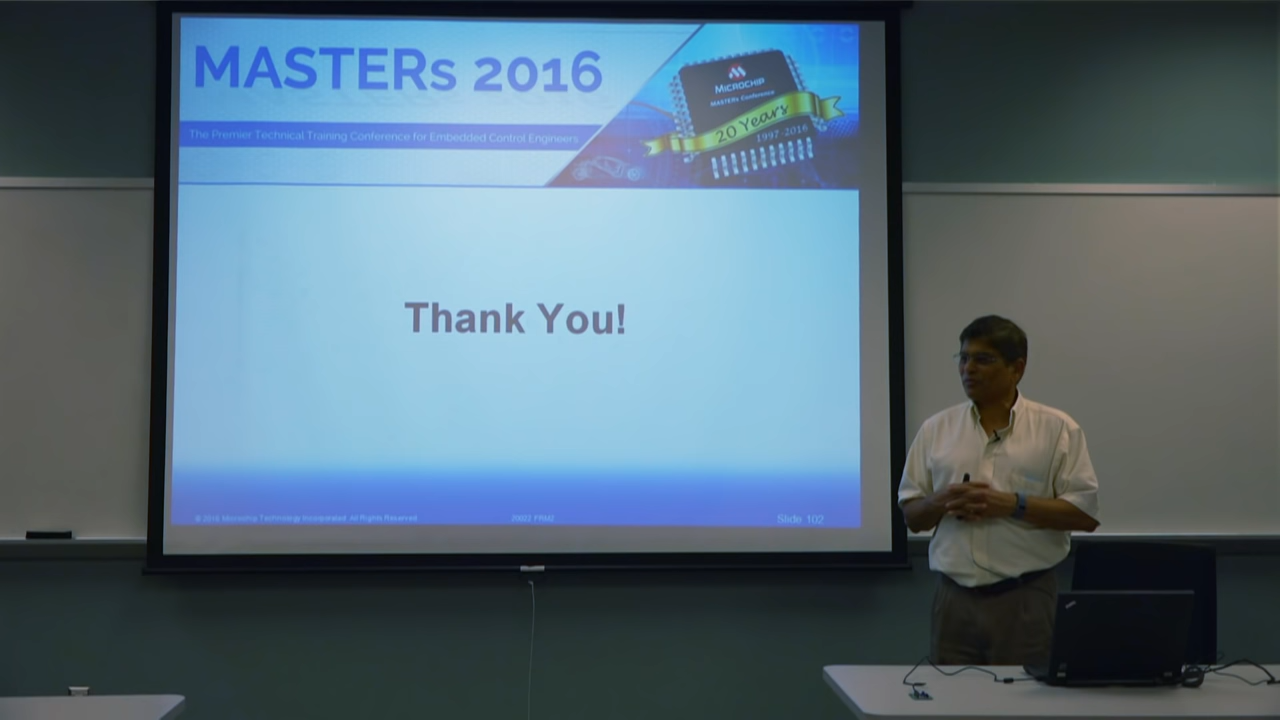 MASTERs 2016
The Premier Technical Training Conference for Embedded Control Engineers
MICROCHIP
MASTERs Conference
20 Years
1997-2016
Thank You!
© 2016 Microchip Technology Incorporated. All Rights Reserved.
Slide 102